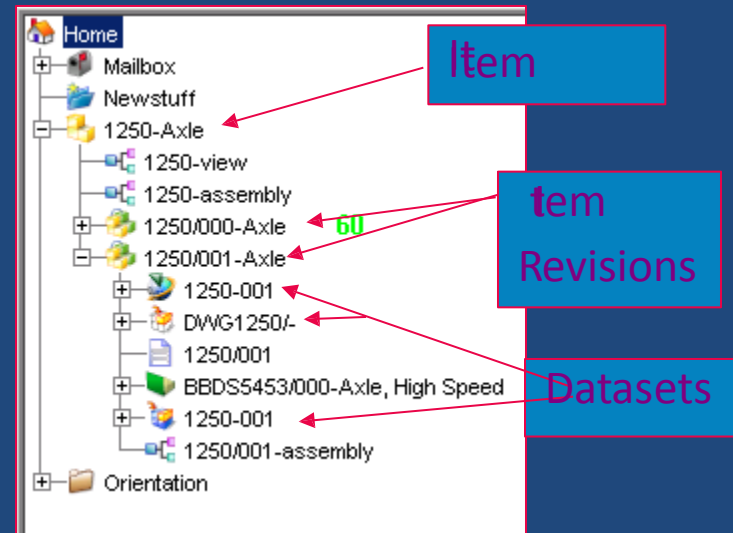 Home
Mailbox
Newstuff
1250-Axle
1250-view
1250-assembly
1250/000-Axle 60
1250/001-Axle
1250-001
DWG1250/-
1250/001
BBDS5453/000-Axle, High Speed
1250-001
1250/001-assembly
Orientation
Item
tem
Revisions
Datasets